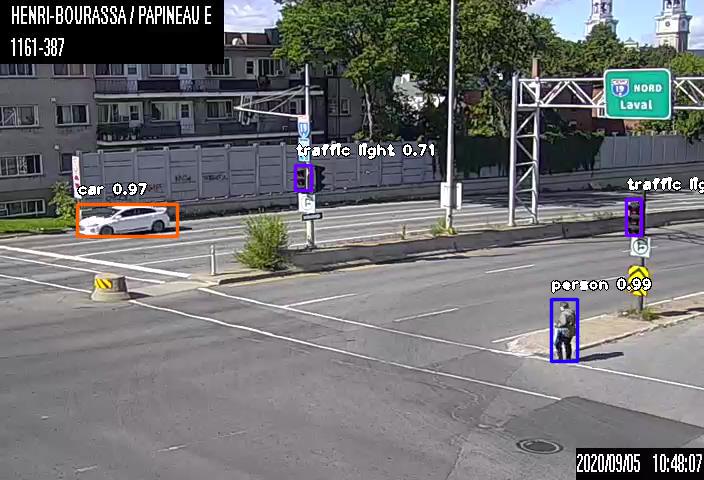 HENRI-BOURASSA / PAPINEAU E
1161-387
19 NORD
Laval
traffic light 0.71
car 0.97
traffic lig
person 0.99
2020/09/05 10:48:07